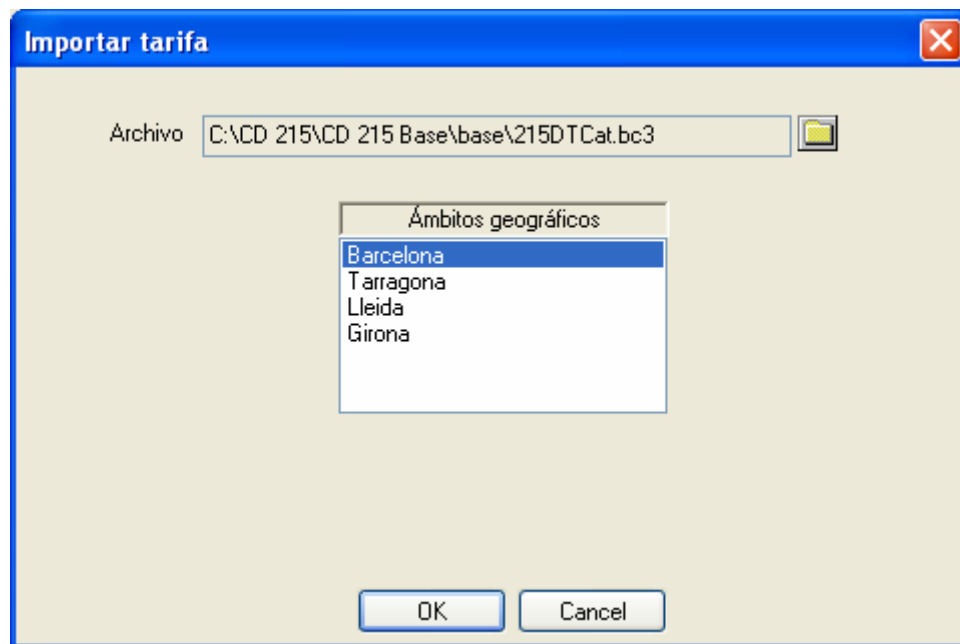 Importar tarifa
Archivo C:\CD 215\CD 215 Base\base\215DTCat.bc3
Ámbitos geográficos
Barcelona
Tarragona
Lleida
Girona
OK Cancel